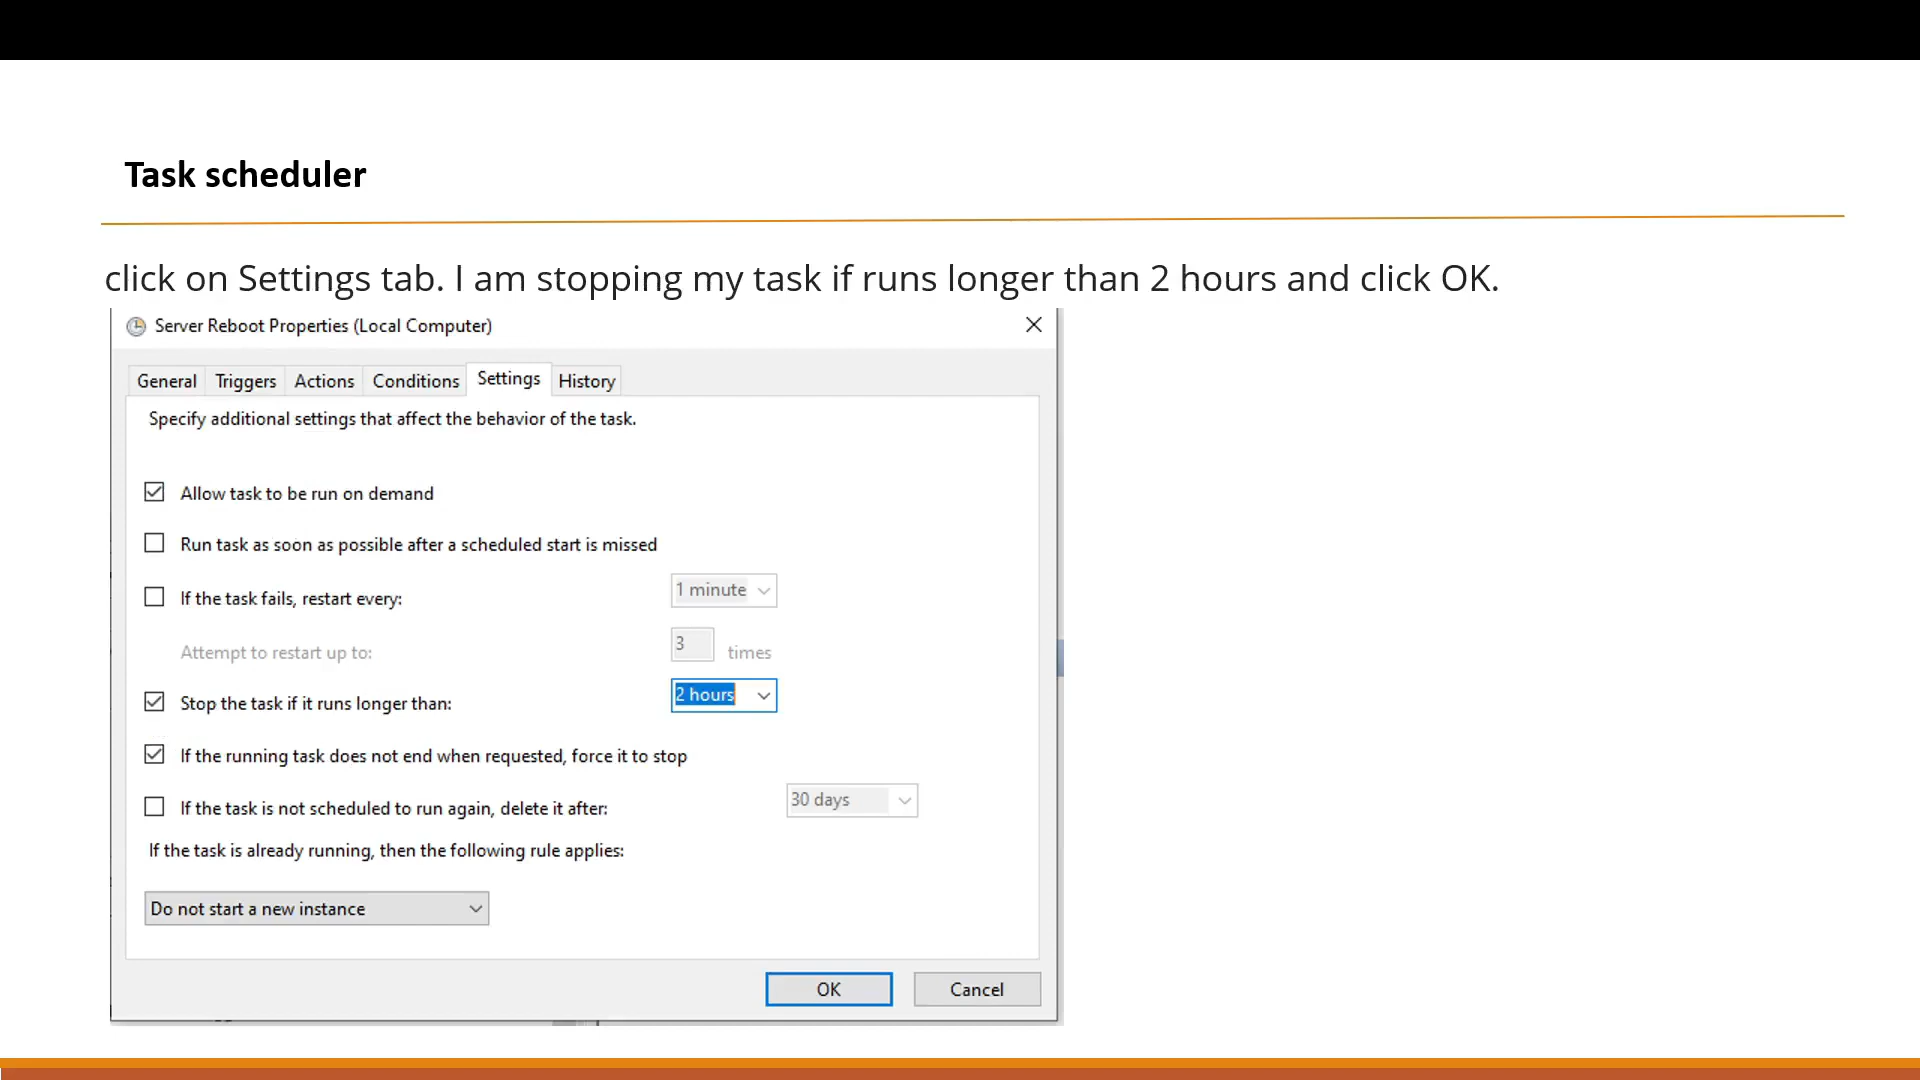 Task scheduler
click on Settings tab. I am stopping my task if runs longer than 2 hours and click OK.
Server Reboot Properties (Local Computer)
General Triggers Actions Conditions Settings History
Specify additional settings that affect the behavior of the task.
Allow task to be run on demand
Run task as soon as possible after a scheduled start is missed
If the task fails, restart every: 1 minute
Attempt to restart up to: 3 times
Stop the task if it runs longer than: 2 hours
If the running task does not end when requested, force it to stop
If the task is not scheduled to run again, delete it after: 30 days
If the task is already running, then the following rule applies:
Do not start a new instance
OK Cancel